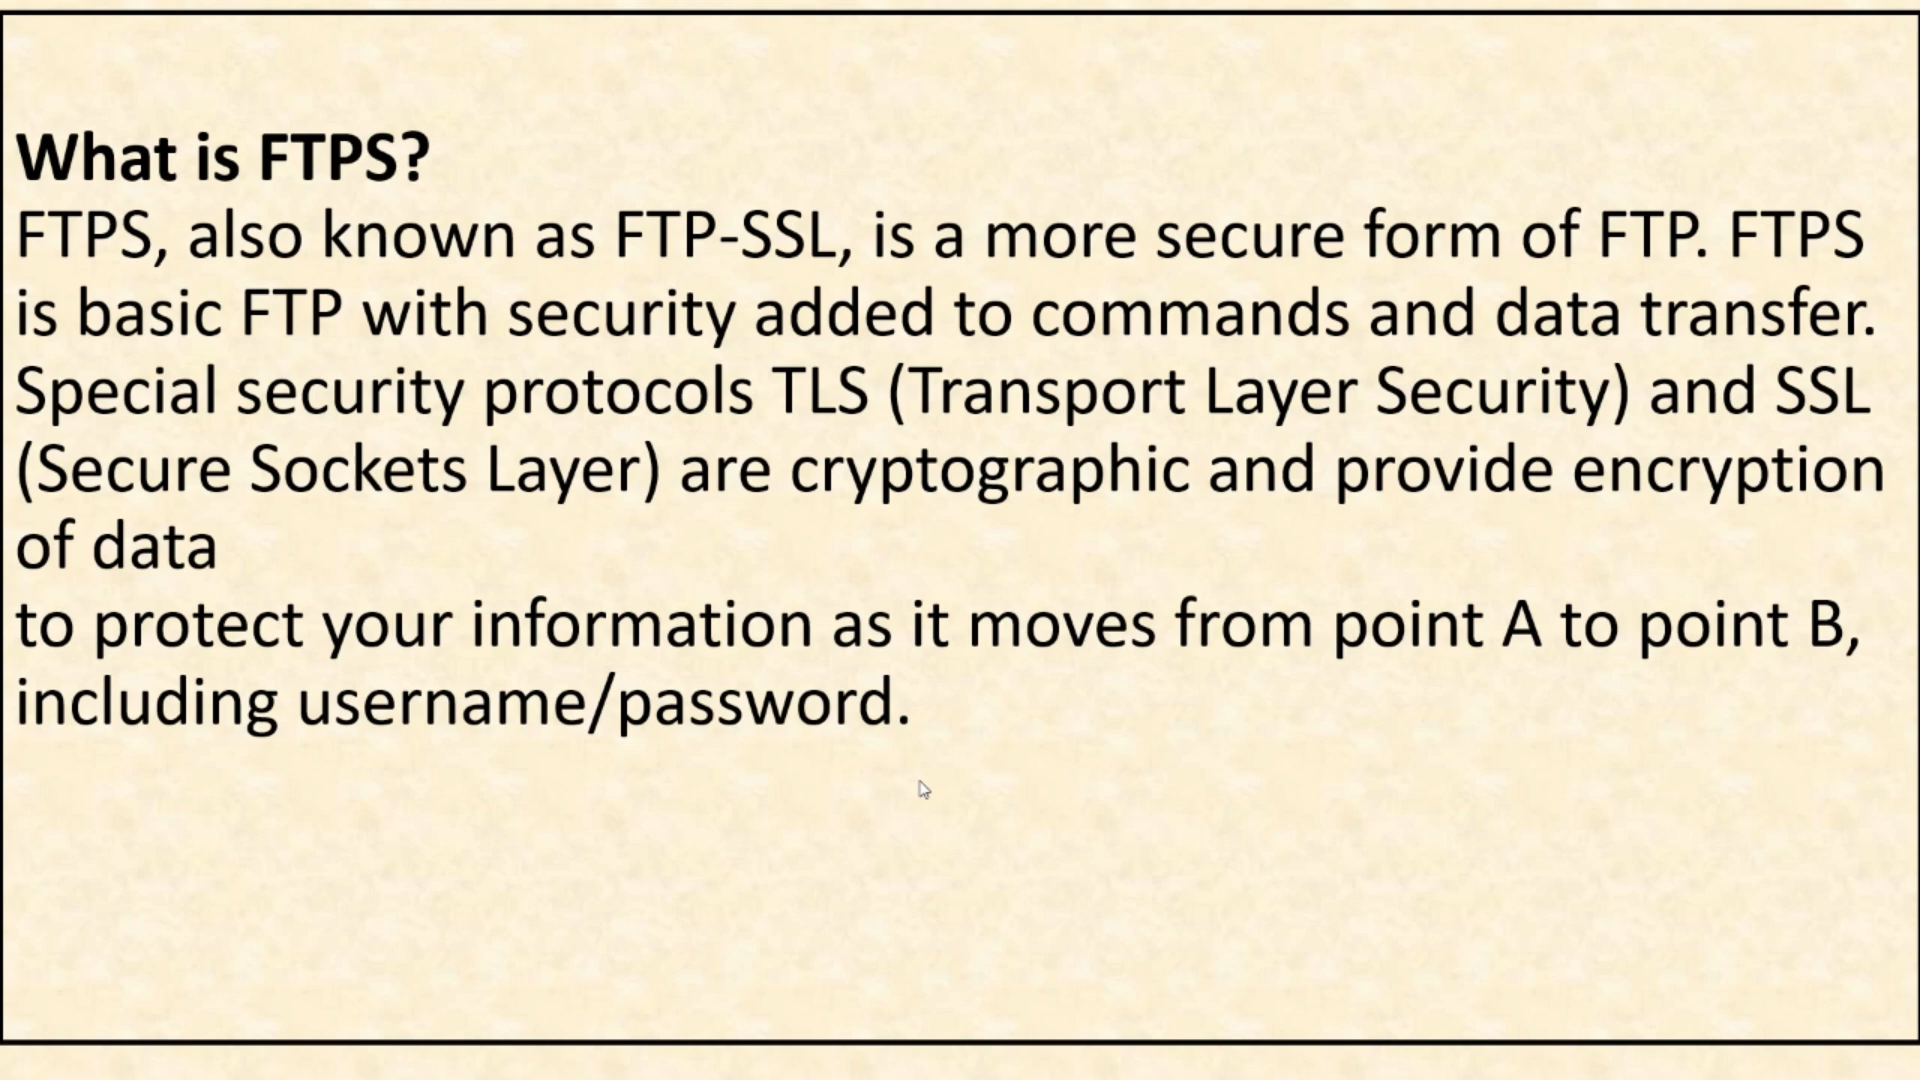 What is FTPS?
FTPS, also known as FTP-SSL, is a more secure form of FTP. FTPS
is basic FTP with security added to commands and data transfer.
Special security protocols TLS (Transport Layer Security) and SSL
(Secure Sockets Layer) are cryptographic and provide encryption
of data
to protect your information as it moves from point A to point B,
including username/password.